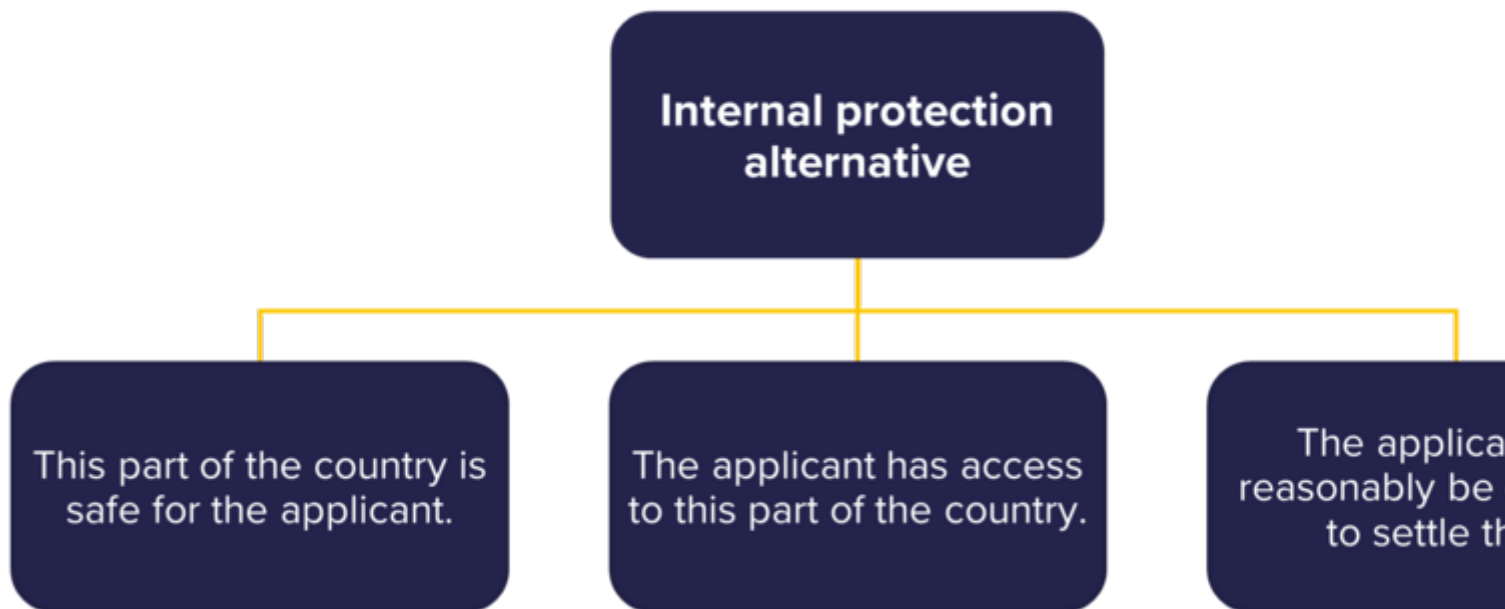 Internal protection
alternative
This part of the country is
safe for the applicant.
The applicant has access
to this part of the country.
The
reasonably be
to settle